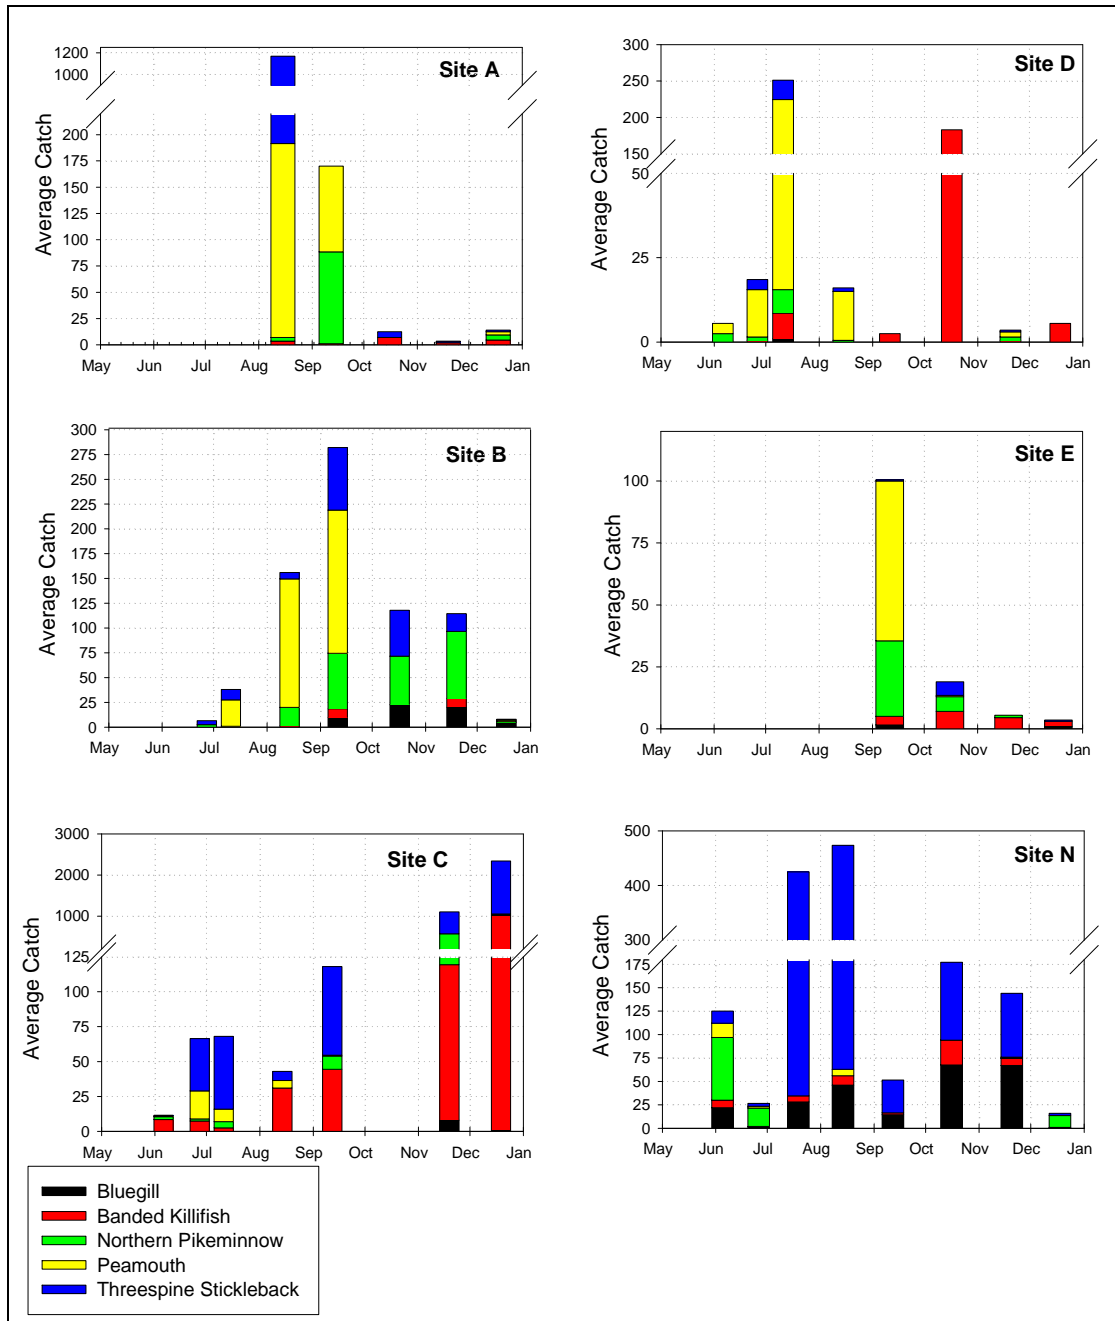 Site A
Average Catch
1200
1000
200
175
150
125
100
75
50
25
0
May Jun Jul Aug Sep Oct Nov Dec Jan
Site D
Average Catch
300
250
200
150
50
25
0
May Jun Jul Aug Sep Oct Nov Dec Jan
Site B
Average Catch
300
275
250
225
200
175
150
125
100
75
50
25
0
May Jun Jul Aug Sep Oct Nov Dec Jan
Site E
Average Catch
100
75
50
25
0
May Jun Jul Aug Sep Oct Nov Dec Jan
Site C
Average Catch
3000
2000
1000
125
100
75
50
25
0
May Jun Jul Aug Sep Oct Nov Dec Jan
Site N
Average Catch
500
400
300
175
150
125
100
75
50
25
0
May Jun Jul Aug Sep Oct Nov Dec Jan
Bluegill
Banded Killifish
Northern Pikeminnow
Peamouth
Threespine Stickleback